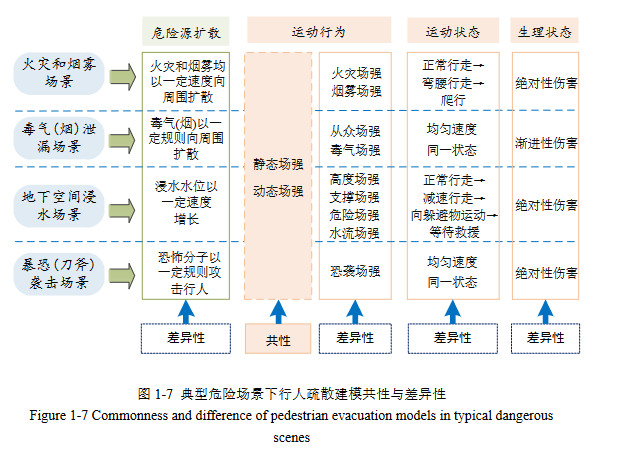 危险源扩散
运动行为
运动状态
生理状态
火灾和烟雾
场景
火灾和烟雾均
以一定速度向
周围扩散
火灾场强
烟雾场强
正常行走→
弯腰行走→
爬行
绝对性伤害
毒气(烟)泄
漏场景
毒气(烟)以一
定规则向周围
扩散
静态场强
动态场强
从众场强
毒气场强
均匀速度
同一状态
渐进性伤害
地下空间浸
水场景
浸水水位以
一定速度
增长
高度场强
支撑场强
危险场强
水流场强
正常行走→
减速行走→
向躲避物运动→
等待救援
绝对性伤害
暴恐(刀斧)
袭击场景
恐怖分子以
一定规则攻
击行人
恐袭场强
均匀速度
同一状态
绝对性伤害
差异性
共性
差异性
差异性
差异性
图 1-7 典型危险场景下行人疏散建模共性与差异性
Figure 1-7 Commonness and difference of pedestrian evacuation models in typical dangerous
scenes